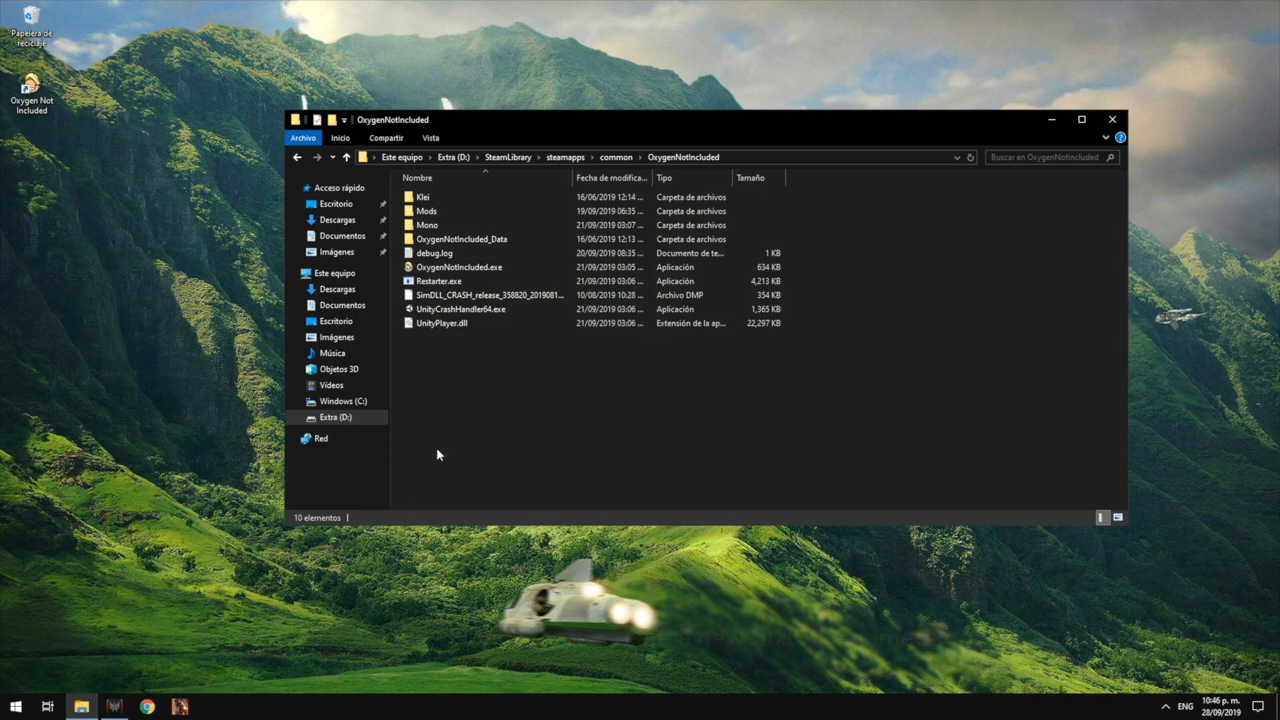 Papelera de
reciclaje
Oxygen Not
Included
OxygenNotIncluded
Archivo Inicio Compartir Vista
Este equipo Extra (D:) SteamLibrary steamapps common OxygenNotIncluded Buscar en OxygenNotIncluded
Nombre Fecha de modifica... Tipo Tamaño
Acceso rápido
Escritorio
Descargas
Documentos
Imágenes
Este equipo
Descargas
Documentos
Escritorio
Imágenes
Música
Objetos 3D
Vídeos
Windows (C:)
Extra (D:)
Red
Klei 16/06/2019 12:14 ... Carpeta de archivos
Mods 19/09/2019 06:35 ... Carpeta de archivos
Mono 21/09/2019 03:07 ... Carpeta de archivos
OxygenNotIncluded_Data 16/06/2019 12:13 ... Carpeta de archivos
debug.log 20/09/2019 08:35 ... Documento de te... 1 KB
OxygenNotIncluded.exe 21/09/2019 03:05 ... Aplicación 634 KB
Restarter.exe 21/09/2019 03:06 ... Aplicación 4,213 KB
SimDLL_CRASH_release_358820_2019081... 10/08/2019 10:28 ... Archivo DMP 354 KB
UnityCrashHandler64.exe 21/09/2019 03:06 ... Aplicación 1,365 KB
UnityPlayer.dll 21/09/2019 03:06 ... Extensión de la ap... 22,297 KB
10 elementos
ENG 10:46 p. m.
28/09/2019